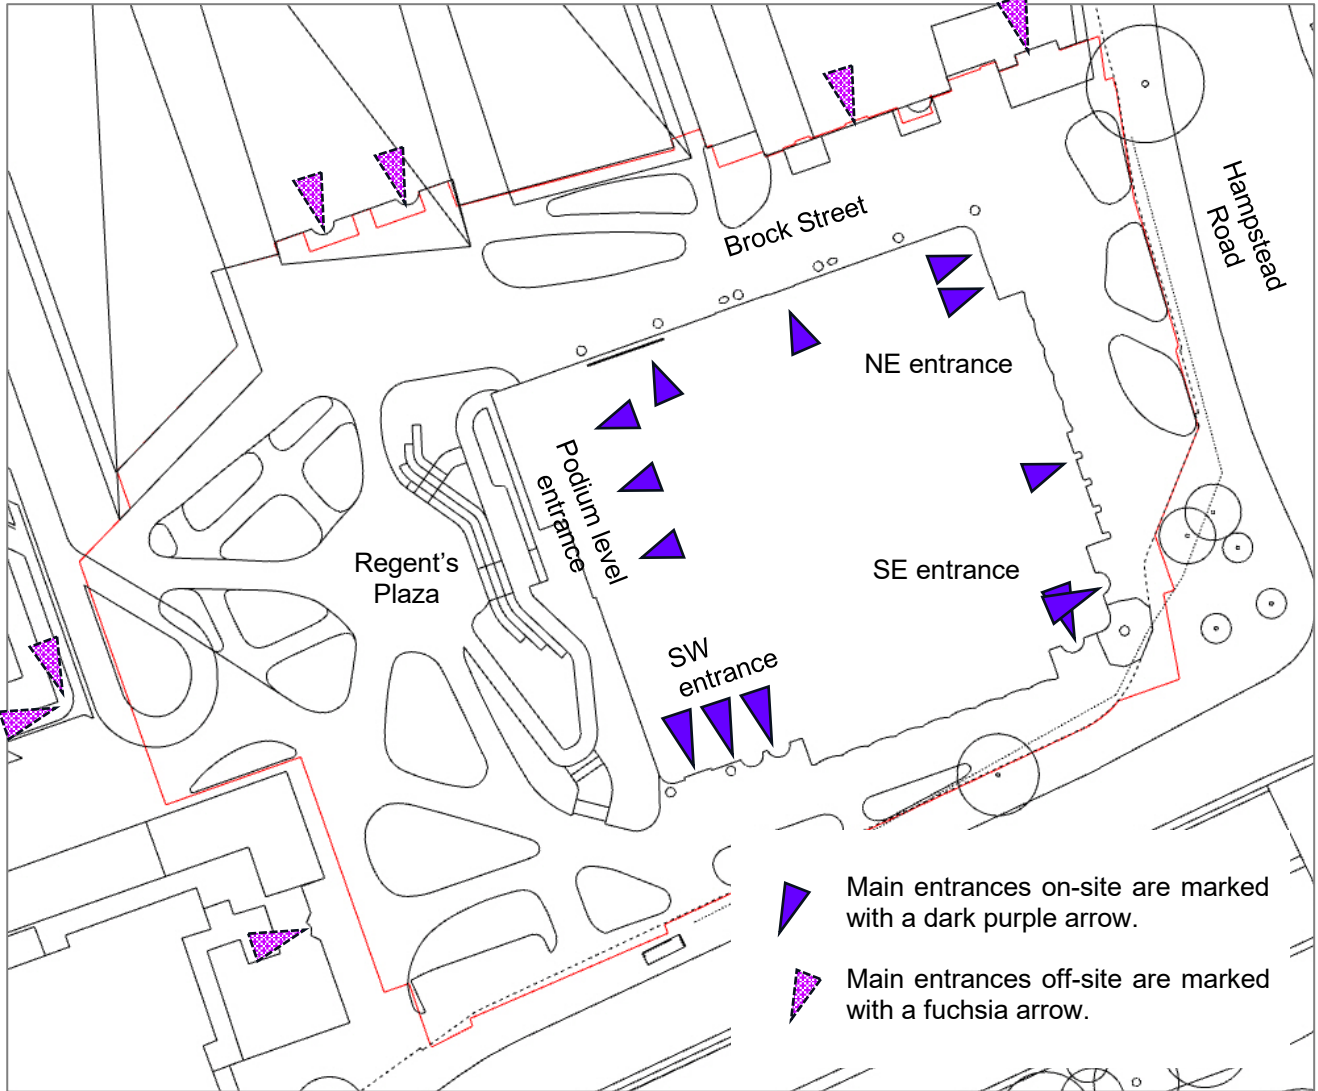 Hampstead
Road
Brock Street
NE entrance
Podium level
entrance
Regent's
Plaza
SE entrance
SW
entrance
Main entrances on-site are marked
with a dark purple arrow.
Main entrances off-site are marked
with a fuchsia arrow.